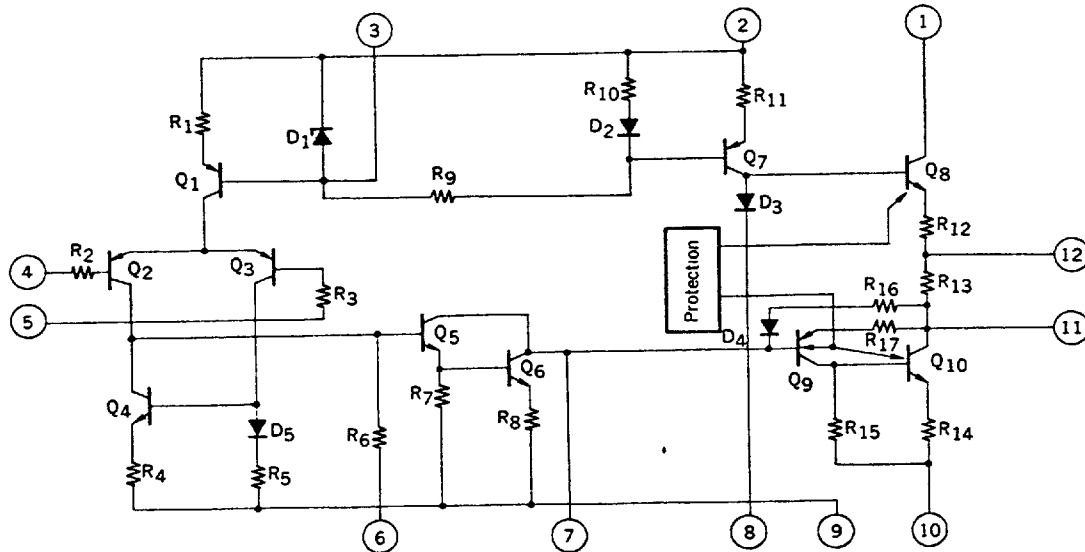 3 2 1
R10
R11
R1
D1
D2
Q1
Q7
Q8
R9
D3
R12
R2
4
Q2
Q3
Protection
12
R3
R16
R13
5
D4
R17
11
Q5
Q6
Q9
Q10
R7
Q4
D5
R6
R8
R15
R14
R4
R5
6 7 8 9 10